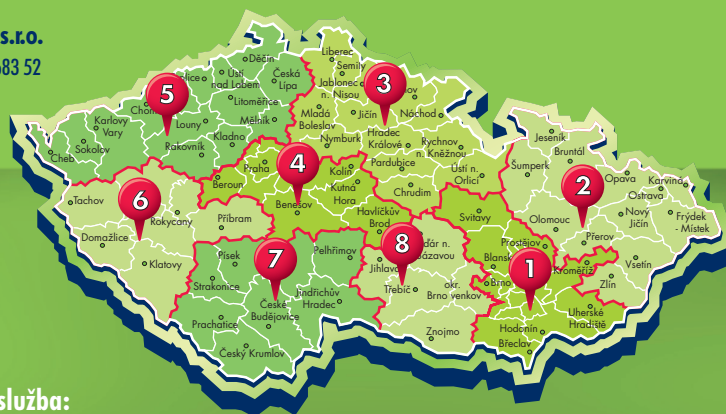 s.r.o.
683 52
Děčín
Ústí
nad Labem
Česká
Lípa
Litoměřice
Mělník
Karlovy
Vary
Sokolov
Cheb
Louny
Rakovník
Kladno
5
Liberec
Semily
Jablonec
n. Nisou
3
Jičín
Náchod
Mladá
Boleslav
Nymburk
Hradec
Králové
Rychnov
n. Kněžnou
Pardubice
Ústí n.
Orlicí
Chrudim
Praha
Beroun
4
Kolín
Kutná
Hora
Benešov
Havlíčkův
Brod
6
Tachov
Rokycany
Příbram
Domažlice
Klatovy
7
Písek
Pelhřimov
Strakonice
Jindřichův
Hradec
České
Budějovice
Prachatice
Český Krumlov
8
Jihlava
Třebíč
okr.
Brno venkov
Znojmo
Svitavy
Prostějov
Blansk
Brno
1
Kroměříž
Hodonín
Břeclav
Uherské
Hradiště
2
Jeseník
Bruntál
Šumperk
Opava
Karviná
Ostrava
Olomouc
Nový
Jičín
Frýdek
- Místek
Přerov
Vsetín
Zlín
služba: